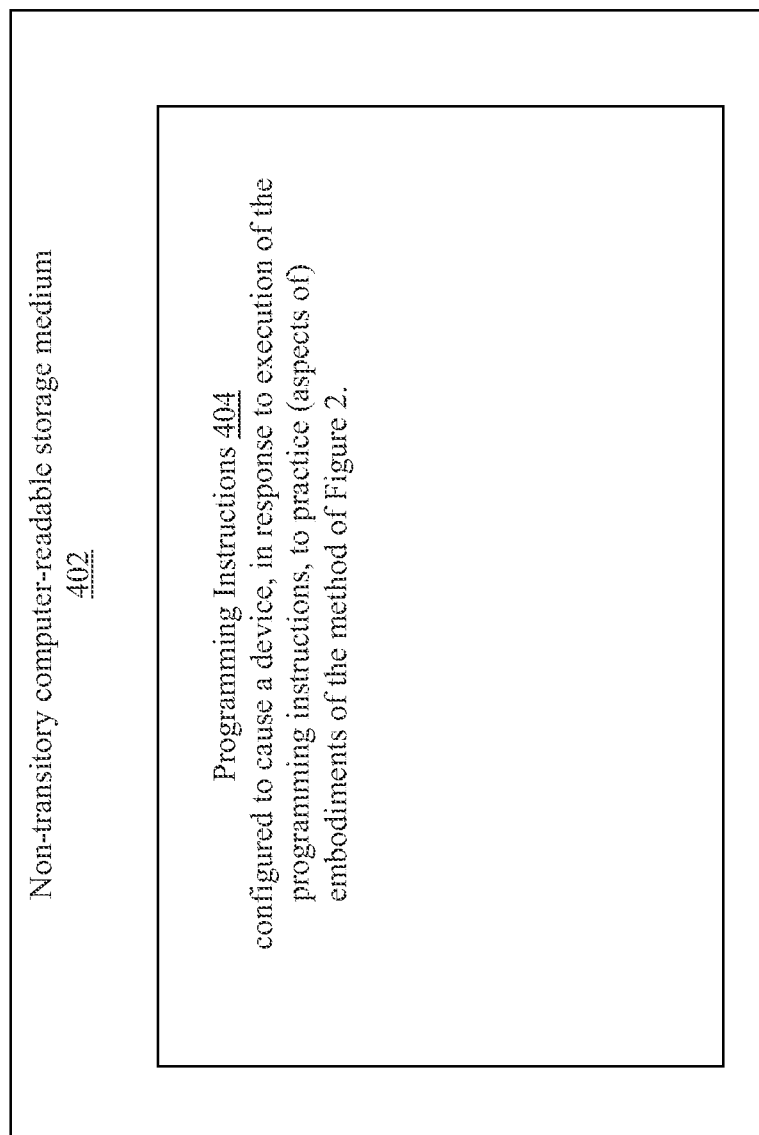 Non-transitory computer-readable storage medium
402
Programming Instructions 404
configured to cause a device, in response to execution of the
programming instructions, to practice (aspects of)
embodiments of the method of Figure 2.